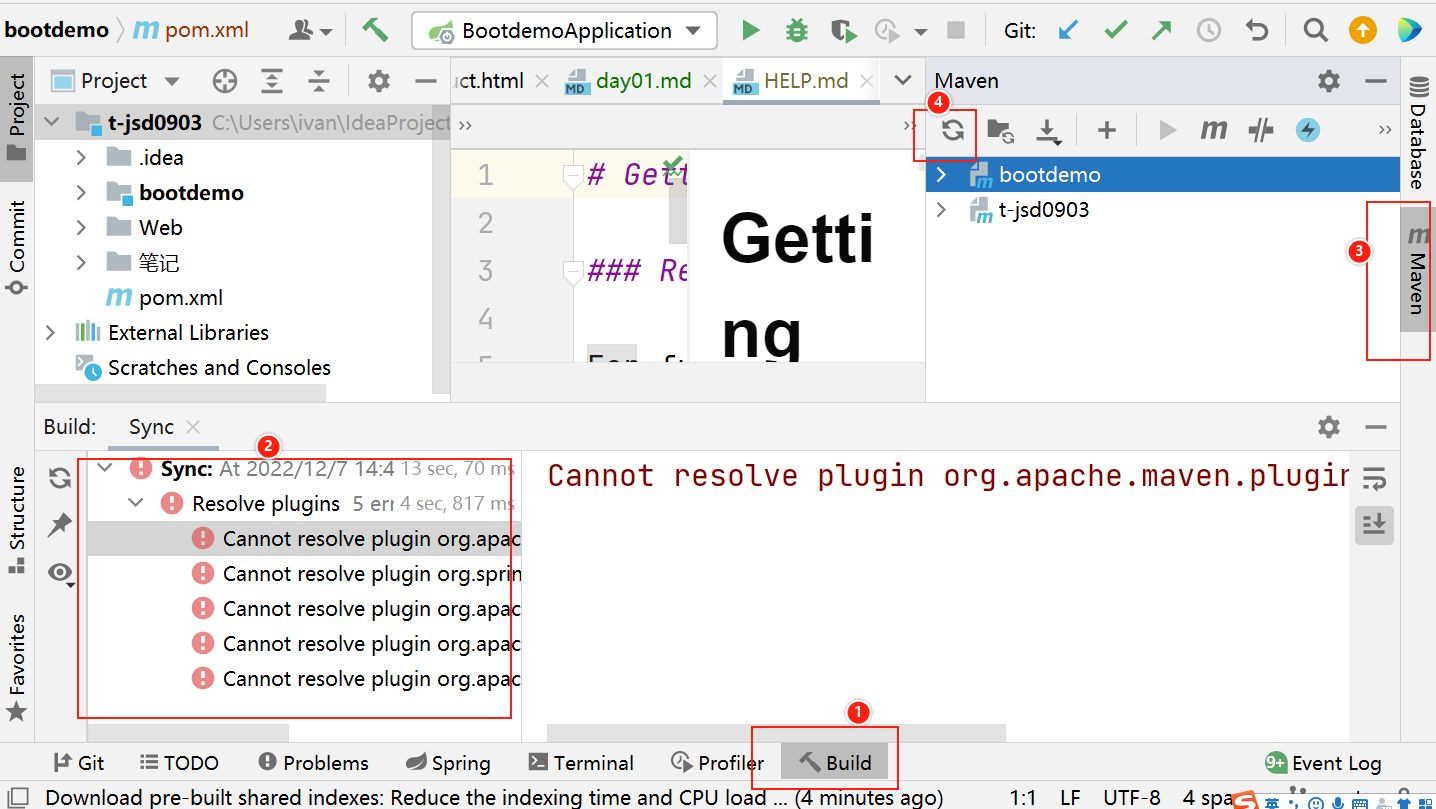 bootdemo pom.xml BootdemoApplication Git:
Project ct.html day01.md HELP.md Maven
Project
t-jsd0903 C:\Users\ivan\IdeaProject
4
.idea
bootdemo
Web
笔记
pom.xml
External Libraries
Scratches and Consoles
1 # Gett
2
3 ### Re
4
5
Getti
ng
bootdemo
t-jsd0903
Database
3
Maven
Commit
Structure
Favorites
Build: Sync
2
Sync: At 2022/12/7 14:4 13 sec, 70 ms
Resolve plugins 5 err 4 sec, 817 ms
Cannot resolve plugin org.apac
Cannot resolve plugin org.sprin
Cannot resolve plugin org.apac
Cannot resolve plugin org.apac
Cannot resolve plugin org.apac
Cannot resolve plugin org.apache.maven.plugin
1
Git TODO Problems Spring Terminal Profiler Build 9+ Event Log
Download pre-built shared indexes: Reduce the indexing time and CPU load ... (4 minutes ago) 1:1 LF UTF-8 4 spa
英